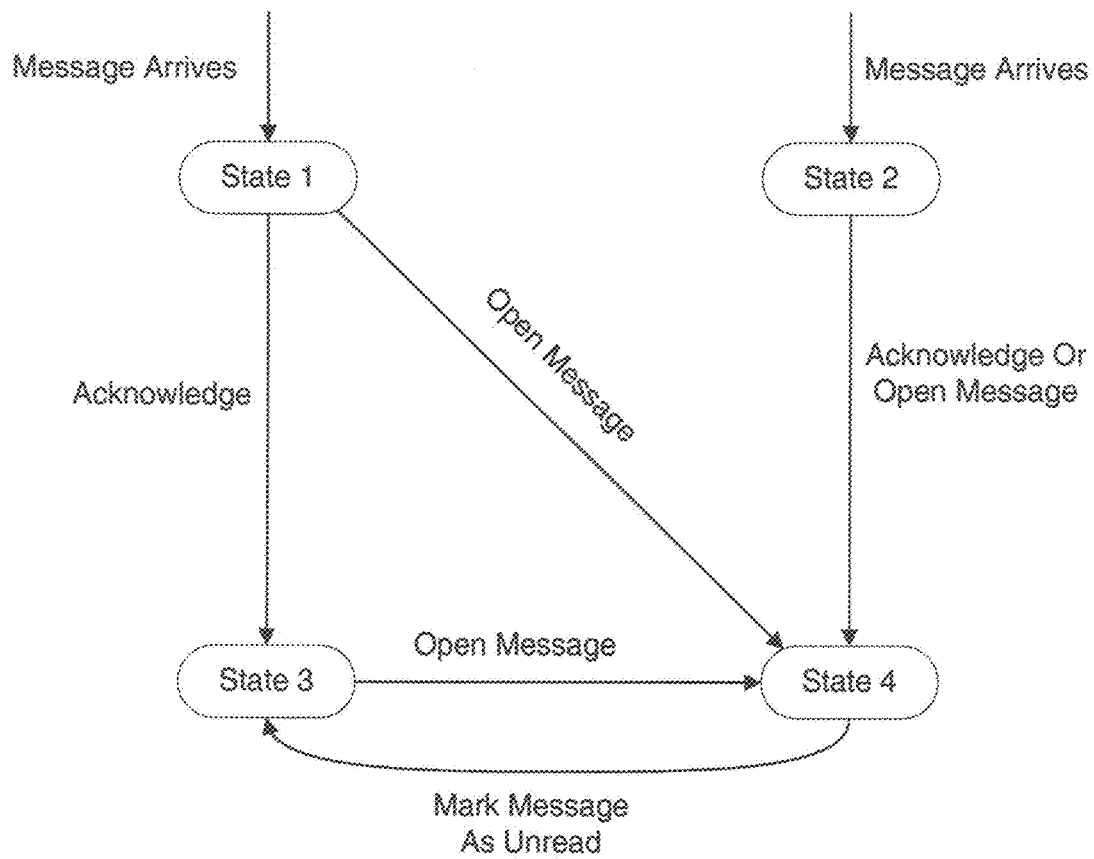 Message Arrives
Message Arrives
State 1
State 2
Open Message
Acknowledge Or
Open Message
Acknowledge
Open Message
State 3
State 4
Mark Message
As Unread